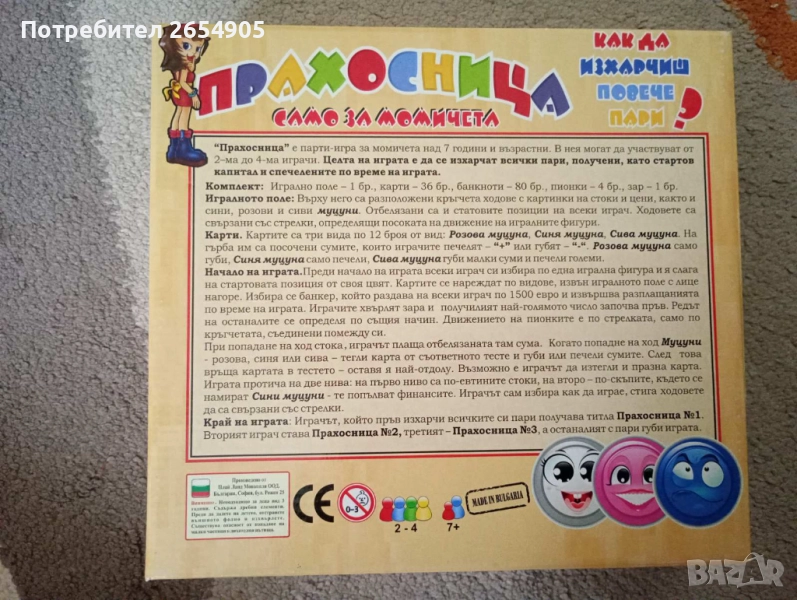 Потребител 2654905
ПРАХОСНИЦА
САМО ЗА МОМИЧЕТА
КАК ДА
ИЗХАРЧИШ
ПОВЕЧЕ
ПАРИ ?
"Прахосница" е парти-игра за момичета над 7 години и възрастни. В нея могат да участвуват от
2-ма до 4-ма играчи. Целта на играта е да се изхарчат всички пари, получени, като стартов
капитал и спечелените по време на играта.
Комплект: Игрално поле – 1 бр., карти – 36 бр., банкноти – 80 бр., пионки – 4 бр., зар – 1 бр.
Игралното поле: Върху него са разположени кръгчета ходове с картинки на стоки и цени, както и
сини, розови и сиви муцуни. Отбелязани са и статовите позиции на всеки играч. Ходовете са
свързани със стрелки, определящи посоката на движение на игралните фигури.
Карти. Картите са три вида по 12 броя от вид: Розова муцуна, Синя муцуна, Сива муцуна. На
гърба им са посочени сумите, които играчите печелят – "+" или губят – "-". Розова муцуна само
губи, Синя муцуна само печели, Сива муцуна губи малки суми и печели големи.
Начало на играта.Преди начало на играта всеки играч си избира по една игрална фигура и я слага
на стартовата позиция от своя цвят. Картите се нареждат по видове, извън игралното поле с лице
нагоре. Избира се банкер, който раздава на всеки играч по 1500 евро и извършва разплащанията
по време на играта. Играчите хвърлят зара и получилият най-голямото число започва пръв. Редът
на останалите се определя по същия начин. Движението на пионките е по стрелката, само по
кръгчетата, съединени помежду си.
При попадане на ход стока, играчът плаща отбелязаната там сума. Когато попадне на ход Муцуни
- розова, синя или сива – тегли карта от съответното тесте и губи или печели сумите. След това
връща картата в тестето – оставя я най-отдолу. Възможно е играчът да изтегли и празна карта.
Играта протича на две нива: на първо ниво са по-евтините стоки, на второ – по-скъпите, където се
намират Сини муцуни - те попълват финансите. Играчът сам избира как да играе, стига ходовете
да са свързани със стрелки.
Край на играта: Играчът, който пръв изхарчи всичките си пари получава титла Прахосница №1.
Вторият играч става Прахосница №2, третият – Прахосница №3, а останалият с пари губи играта.
Произведено от
България, София,
CE
0-3
2 - 4
7+
MADE IN BULGARIA
BAZAR